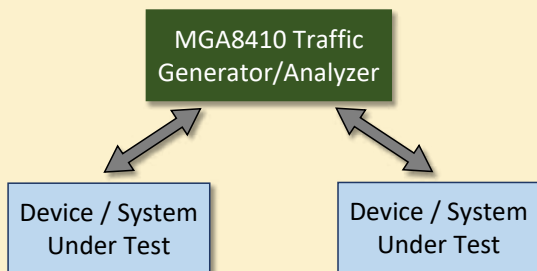 MGA8410 Traffic
Generator/Analyzer
Device / System
Under Test
Device / System
Under Test